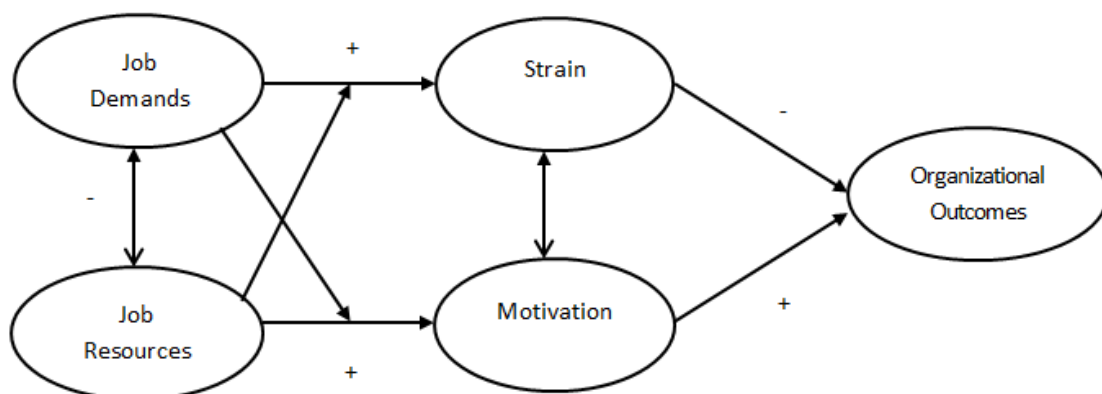 Job
Demands
+
Strain
-
Organizational
Outcomes
-
Job
Resources
+
Motivation
+